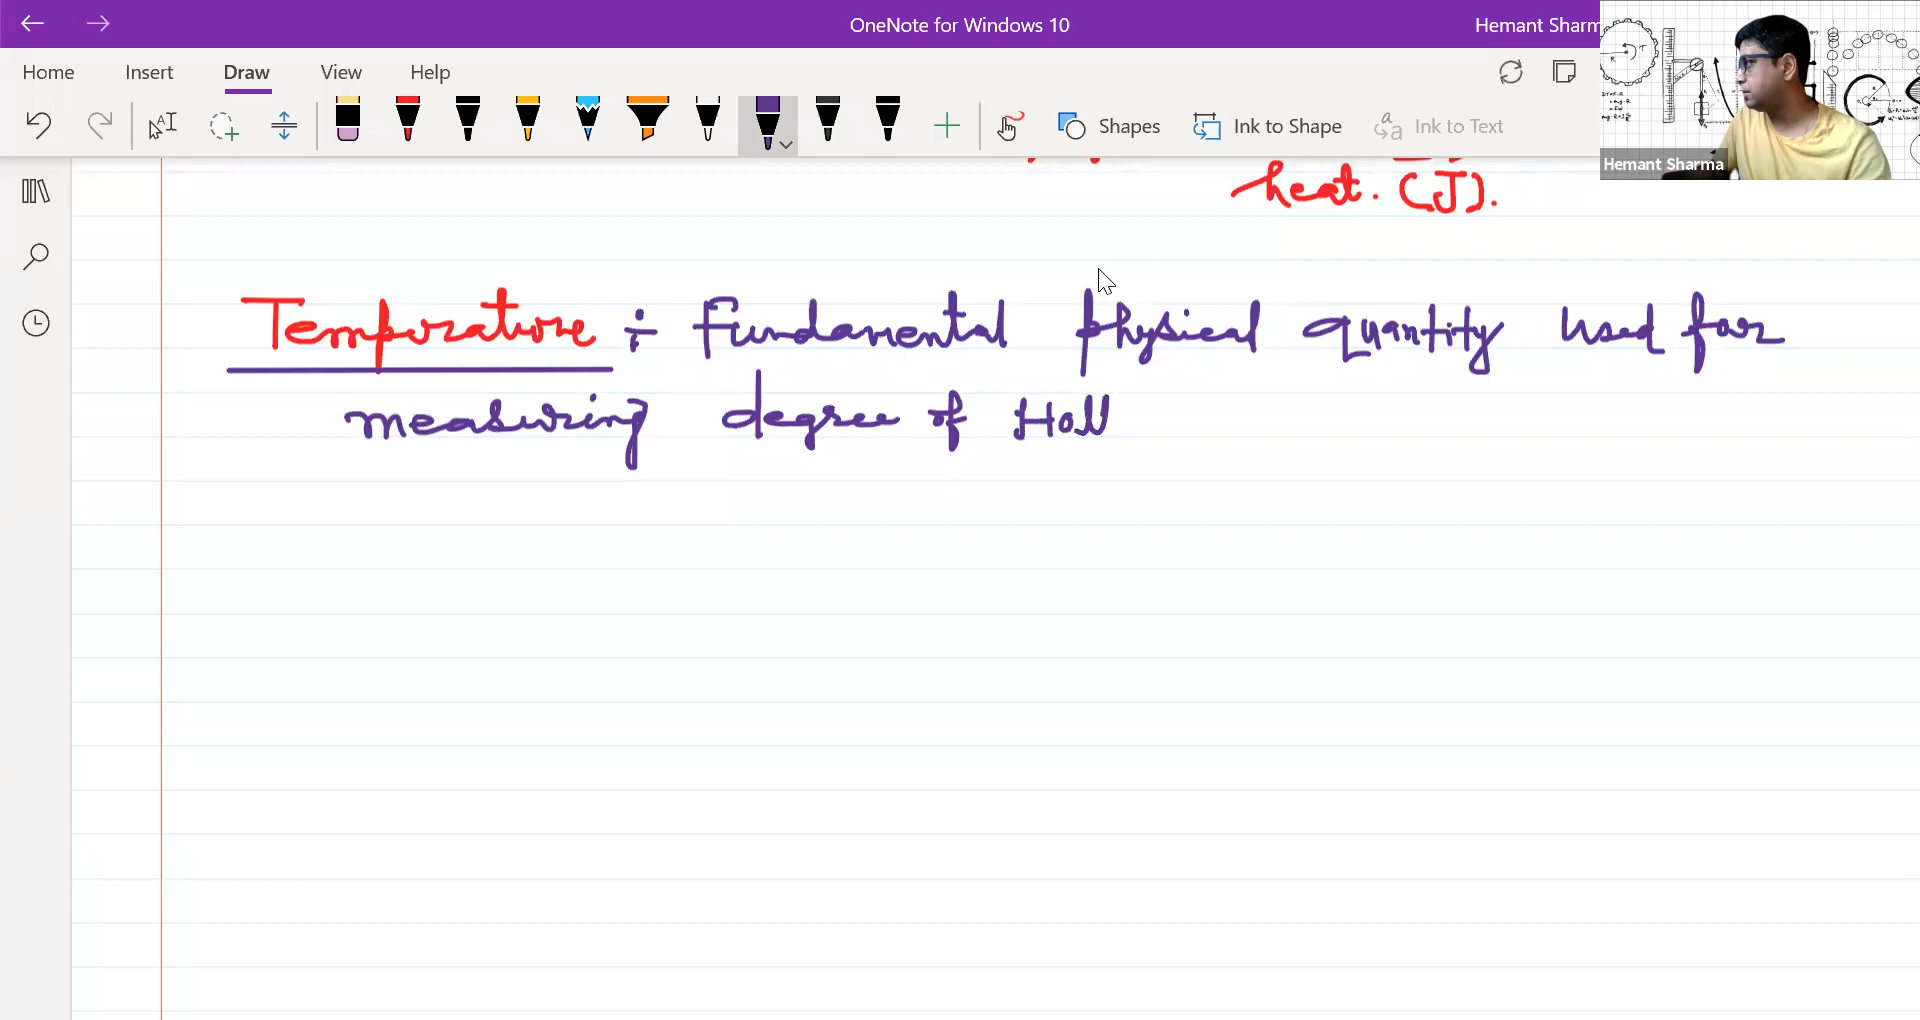 OneNote for Windows 10
Hemant Sharm
Home Insert Draw View Help
Shapes Ink to Shape Ink to Text
Hemant Sharma
heat. (J).
Temperature ÷ Fundamental physical quantity used for
measuring degree of